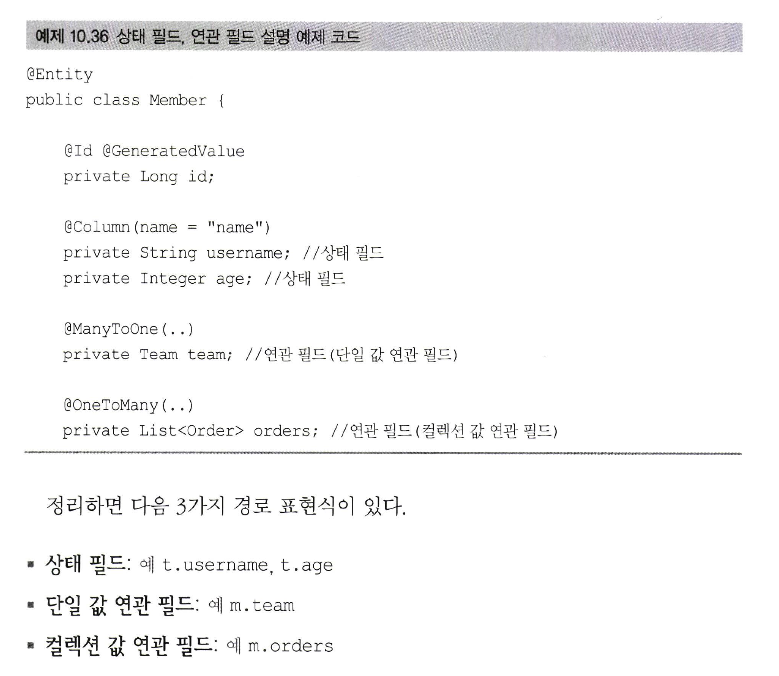 예제 10.36 상태 필드, 연관 필드 설명 예제 코드
@Entity
public class Member {
@Id @GeneratedValue
private Long id;
@Column(name = "name")
private String username; //상태 필드
private Integer age; //상태 필드
@ManyToOne(..)
private Team team; //연관 필드(단일 값 연관 필드)
@OneToMany(..)
private List<Order> orders; //연관 필드(컬렉션 값 연관 필드)
정리하면 다음 3가지 경로 표현식이 있다.
▪ 상태 필드: 예 t.username, t.age
▪ 단일 값 연관 필드: 예 m.team
▪ 컬렉션 값 연관 필드: 예 m.orders